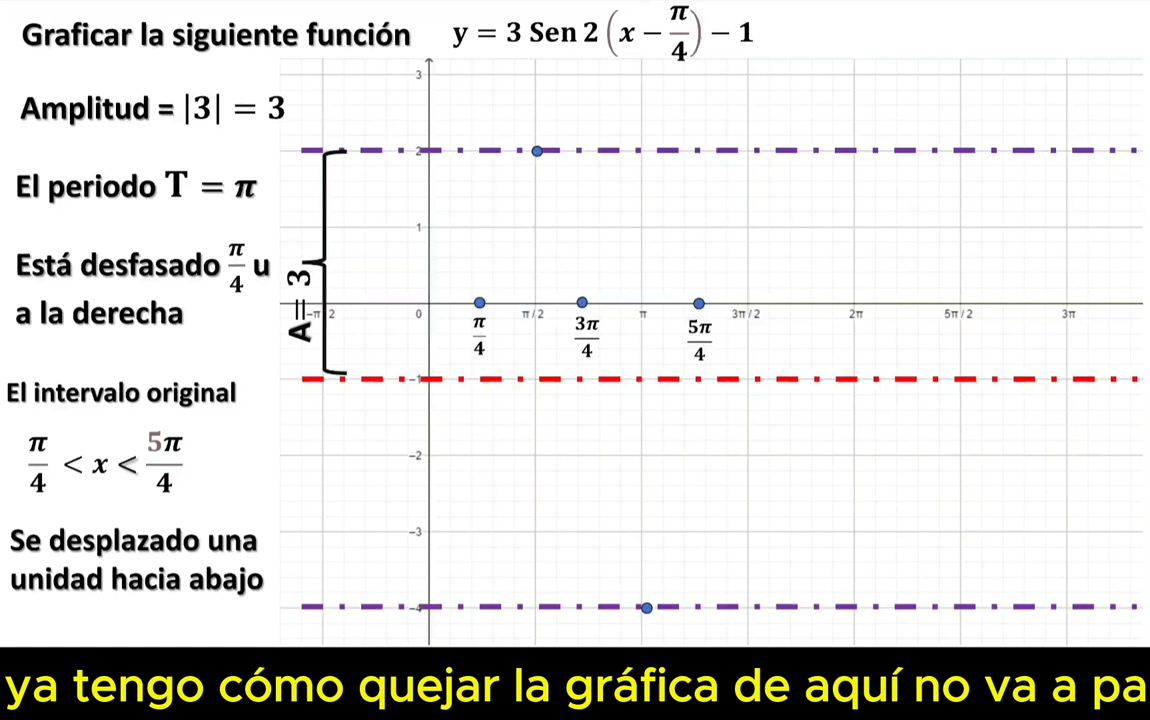 Graficar la siguiente función y = 3 Sen 2 (x − π/4) − 1
Amplitud = |3| = 3
El periodo T = π
Está desfasado π/4 u
a la derecha
El intervalo original
π/4 < x < 5π/4
Se desplazado una
unidad hacia abajo
A= 3
3
2
1
−π/2 0 π/2 π 3π/2 2π 5π/2 3π
π/4 3π/4 5π/4
−1
−2
−3
−4
ya tengo cómo quejar la gráfica de aquí no va a pa